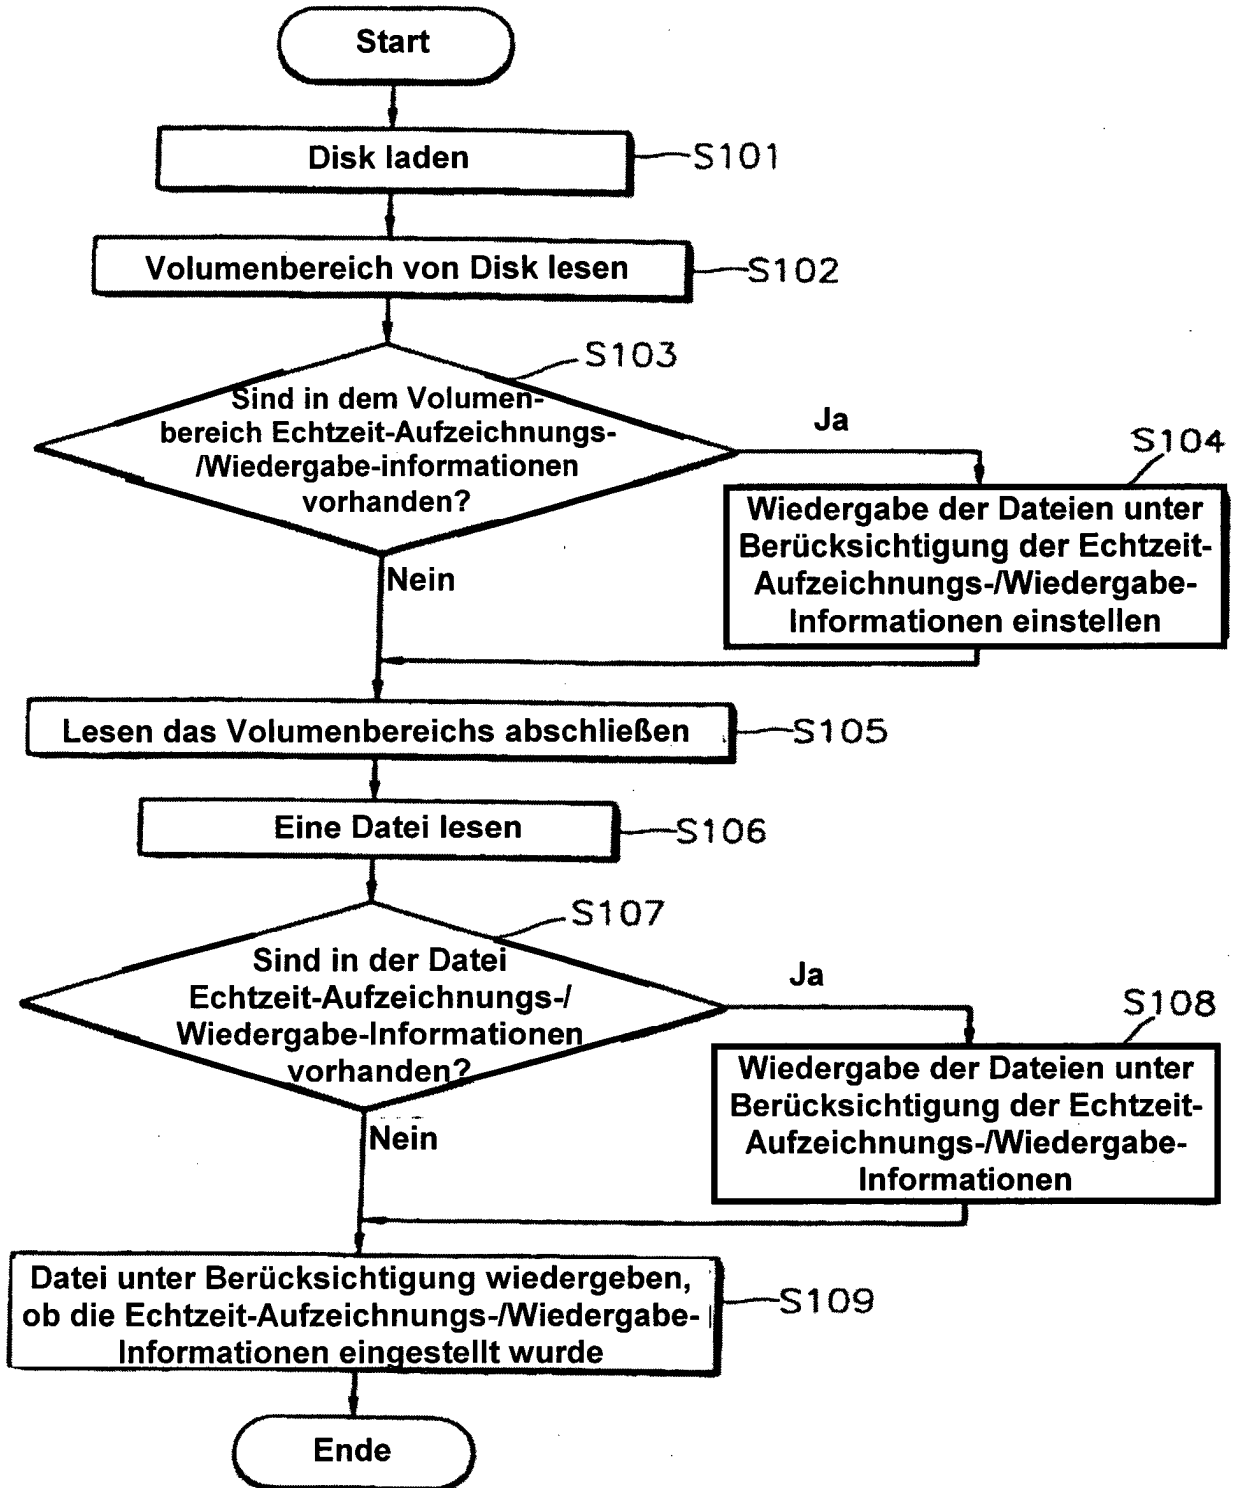 Start
Disk laden
S101
Volumenbereich von Disk lesen
S102
S103
Sind in dem Volumen-
bereich Echtzeit-Aufzeichnungs-
/Wiedergabe-informationen
vorhanden?
Ja
S104
Wiedergabe der Dateien unter
Berücksichtigung der Echtzeit-
Aufzeichnungs-/Wiedergabe-
Informationen einstellen
Nein
Lesen das Volumenbereichs abschließen
S105
Eine Datei lesen
S106
S107
Sind in der Datei
Echtzeit-Aufzeichnungs-/
Wiedergabe-Informationen
vorhanden?
Ja
S108
Wiedergabe der Dateien unter
Berücksichtigung der Echtzeit-
Aufzeichnungs-/Wiedergabe-
Informationen
Nein
Datei unter Berücksichtigung wiedergeben,
ob die Echtzeit-Aufzeichnungs-/Wiedergabe-
Informationen eingestellt wurde
S109
Ende